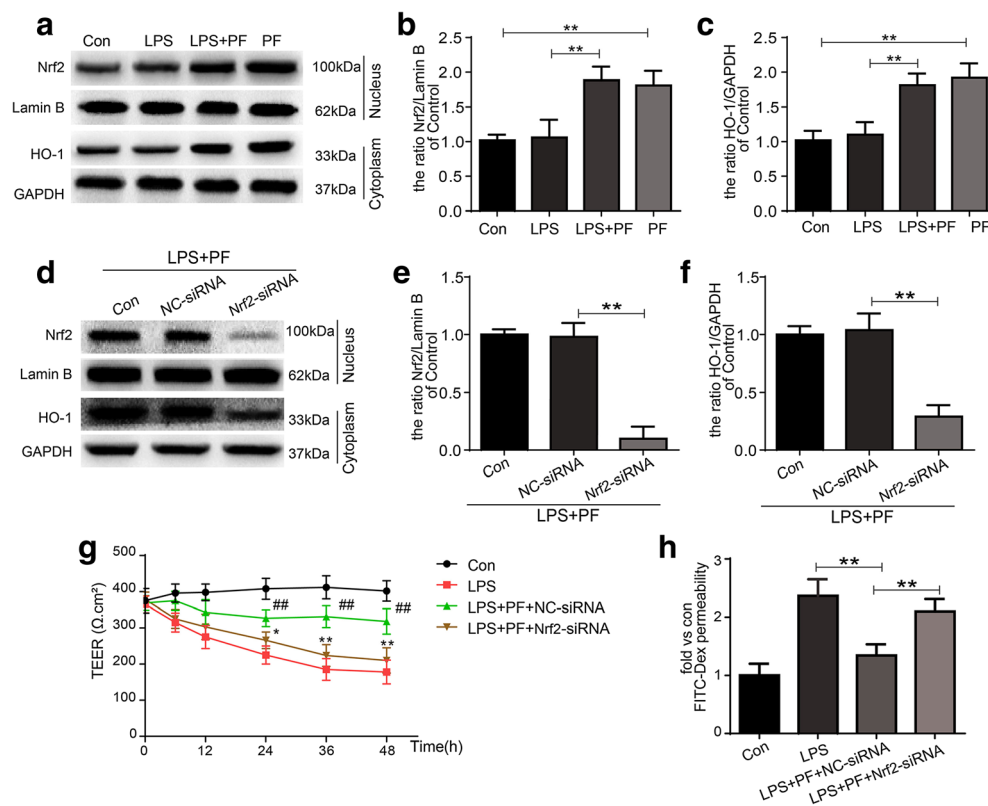 a
Con LPS LPS+PF PF
Nrf2 100kDa
Lamin B 62kDa
Nucleus
HO-1 33kDa
GAPDH 37kDa
Cytoplasm
b
the ratio Nrf2/Lamin B
of Control
2.5
2.0
1.5
1.0
0.5
0.0
**
**
Con LPS LPS+PF PF
c
the ratio HO-1/GAPDH
of Control
2.5
2.0
1.5
1.0
0.5
0.0
**
**
Con LPS LPS+PF PF
d
LPS+PF
Con NC-siRNA Nrf2-siRNA
Nrf2 100kDa
Lamin B 62kDa
Nucleus
HO-1 33kDa
GAPDH 37kDa
Cytoplasm
e
the ratio Nrf2/Lamin B
of Control
1.5
1.0
0.5
0.0
**
Con NC-siRNA Nrf2-siRNA
LPS+PF
f
the ratio HO-1/GAPDH
of Control
1.5
1.0
0.5
0.0
**
Con NC-siRNA Nrf2-siRNA
LPS+PF
g
TEER (Ω.cm²)
500
400
300
200
100
0
## ## ##
* ** **
0 12 24 36 48 Time(h)
Con
LPS
LPS+PF+NC-siRNA
LPS+PF+Nrf2-siRNA
h
fold vs con
FITC-Dex permeability
3
2
1
0
**
**
Con LPS LPS+PF+NC-siRNA LPS+PF+Nrf2-siRNA